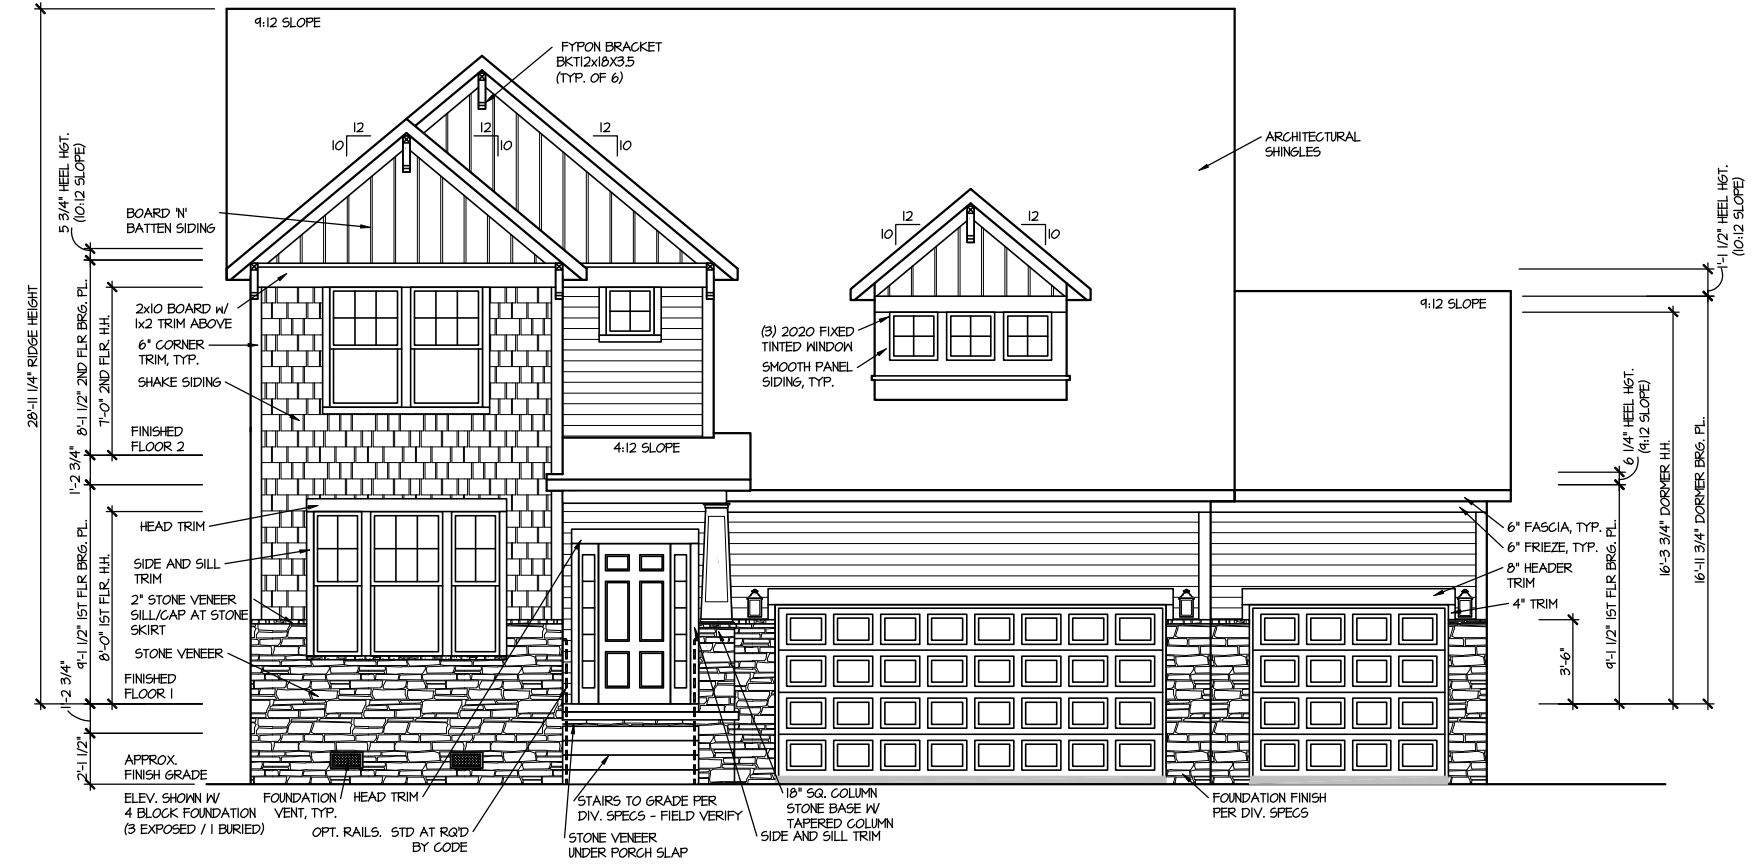 9:12 SLOPE
FYPON BRACKET
BKT12x18X3.5
(TYP. OF 6)
12
10
12
10
12
10
ARCHITECTURAL
SHINGLES
5 3/4" HEEL HGT.
(10:12 SLOPE)
BOARD 'N'
BATTEN SIDING
12
10
12
10
1'-1 1/2" HEEL HGT.
(10:12 SLOPE)
28'-11 1/4" RIDGE HEIGHT
8'-1 1/2" 2ND FLR BRG. PL.
7'-0" 2ND FLR. H.H.
2x10 BOARD W/
1x2 TRIM ABOVE
6" CORNER
TRIM, TYP.
SHAKE SIDING
FINISHED
FLOOR 2
(3) 2020 FIXED
TINTED WINDOW
SMOOTH PANEL
SIDING, TYP.
9:12 SLOPE
4:12 SLOPE
6 1/4" HEEL HGT.
(9:12 SLOPE)
1'-2 3/4"
16'-3 3/4" DORMER H.H.
16'-11 3/4" DORMER BRG. PL.
9'-1 1/2" 1ST FLR BRG. PL.
8'-0" 1ST FLR. H.H.
HEAD TRIM
SIDE AND SILL
TRIM
2" STONE VENEER
SILL/CAP AT STONE
SKIRT
STONE VENEER
FINISHED
FLOOR 1
6" FASCIA, TYP.
6" FRIEZE, TYP.
8" HEADER
TRIM
4" TRIM
9'-1 1/2" 1ST FLR BRG. PL.
3'-6"
1'-2 3/4"
2'-1 1/2"
APPROX.
FINISH GRADE
ELEV. SHOWN W/
4 BLOCK FOUNDATION
(3 EXPOSED / 1 BURIED)
FOUNDATION
VENT, TYP.
HEAD TRIM
OPT. RAILS. STD AT RQ'D
BY CODE
STAIRS TO GRADE PER
DIV. SPECS - FIELD VERIFY
STONE VENEER
UNDER PORCH SLAP
18" SQ. COLUMN
STONE BASE W/
TAPERED COLUMN
SIDE AND SILL TRIM
FOUNDATION FINISH
PER DIV. SPECS